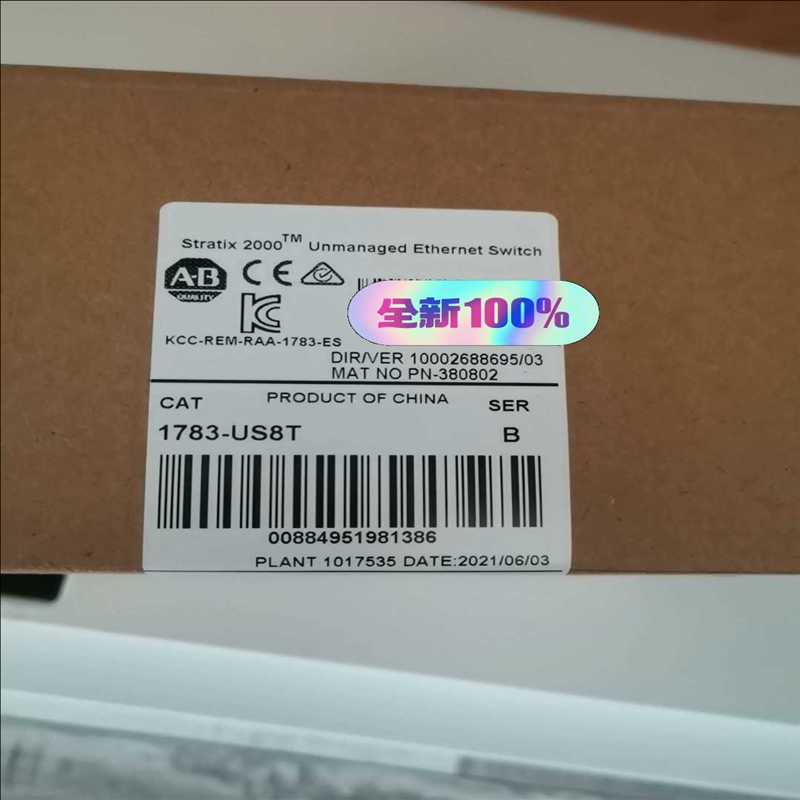 Stratix 2000™ Unmanaged Ethernet Switch
A-B
QUALITY
CE
KC
全新100%
KCC-REM-RAA-1783-ES
DIR/VER 10002688695/03
MAT NO PN-380802
PRODUCT OF CHINA
CAT
SER
1783-US8T
B
00884951981386
PLANT 1017535 DATE:2021/06/03